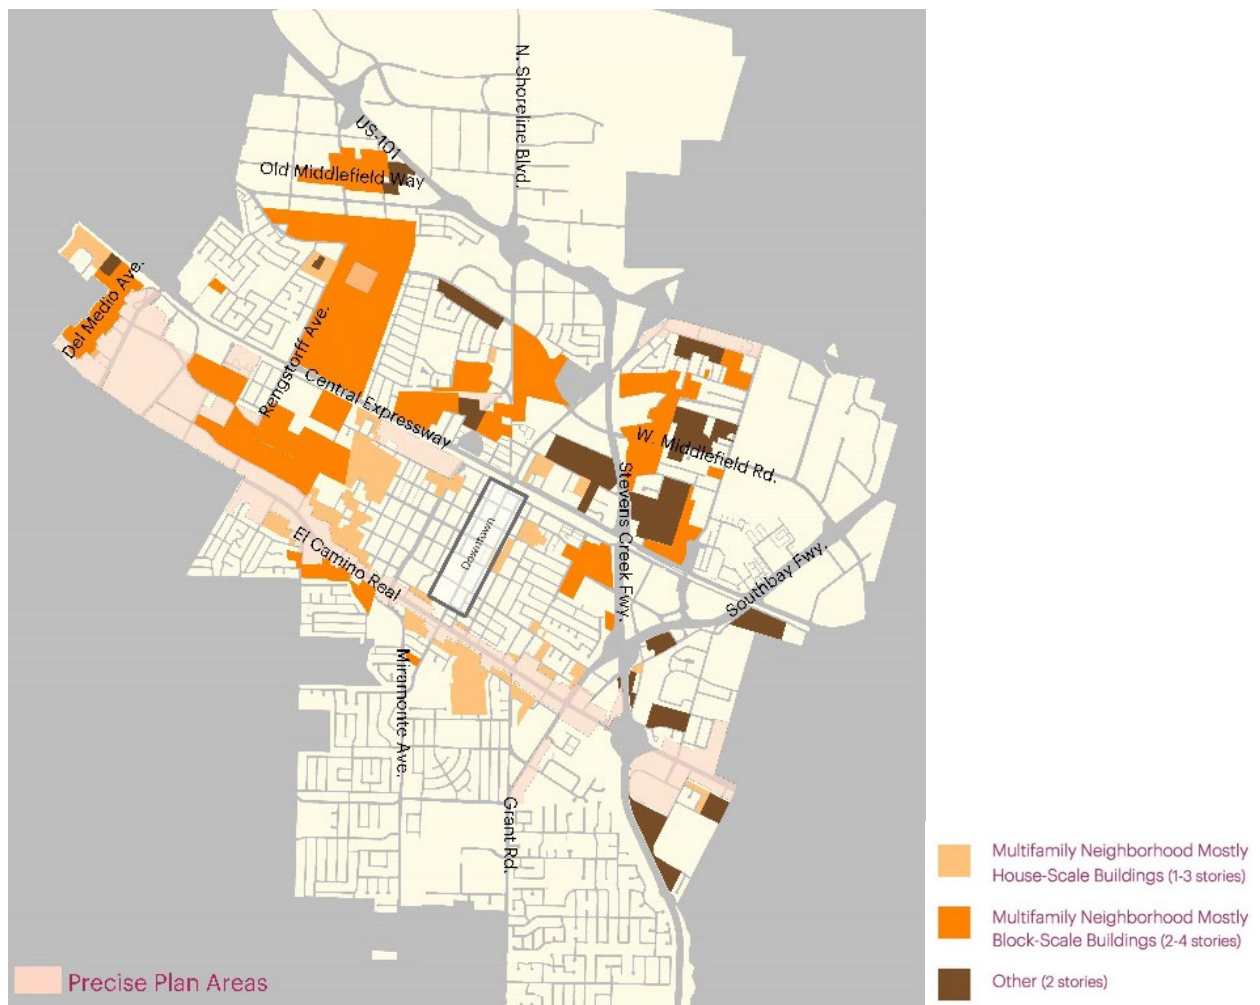 N. Shoreline Blvd.
US-101
Old Middlefield Way
Del Medio Ave.
Rengstorff Ave.
Central Expressway
W. Middlefield Rd.
Stevens Creek Fwy.
Downtown
El Camino Real
Southbay Fwy.
Miramonte Ave.
Grant Rd.
Multifamily Neighborhood Mostly
House-Scale Buildings (1-3 stories)
Multifamily Neighborhood Mostly
Block-Scale Buildings (2-4 stories)
Other (2 stories)
Precise Plan Areas